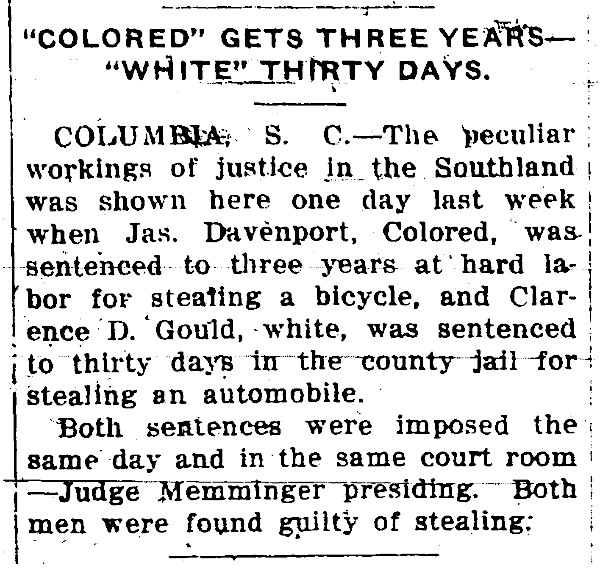 "COLORED" GETS THREE YEARS—
"WHITE" THIRTY DAYS.
COLUMBIA, S. C.—The peculiar
workings of justice in the Southland
was shown here one day last week
when Jas. Davenport, Colored, was
sentenced to three years at hard la-
bor for stealing a bicycle, and Clar-
ence D. Gould, white, was sentenced
to thirty days in the county jail for
stealing an automobile.
Both sentences were imposed the
same day and in the same court room
—Judge Memminger presiding. Both
men were found guilty of stealing.